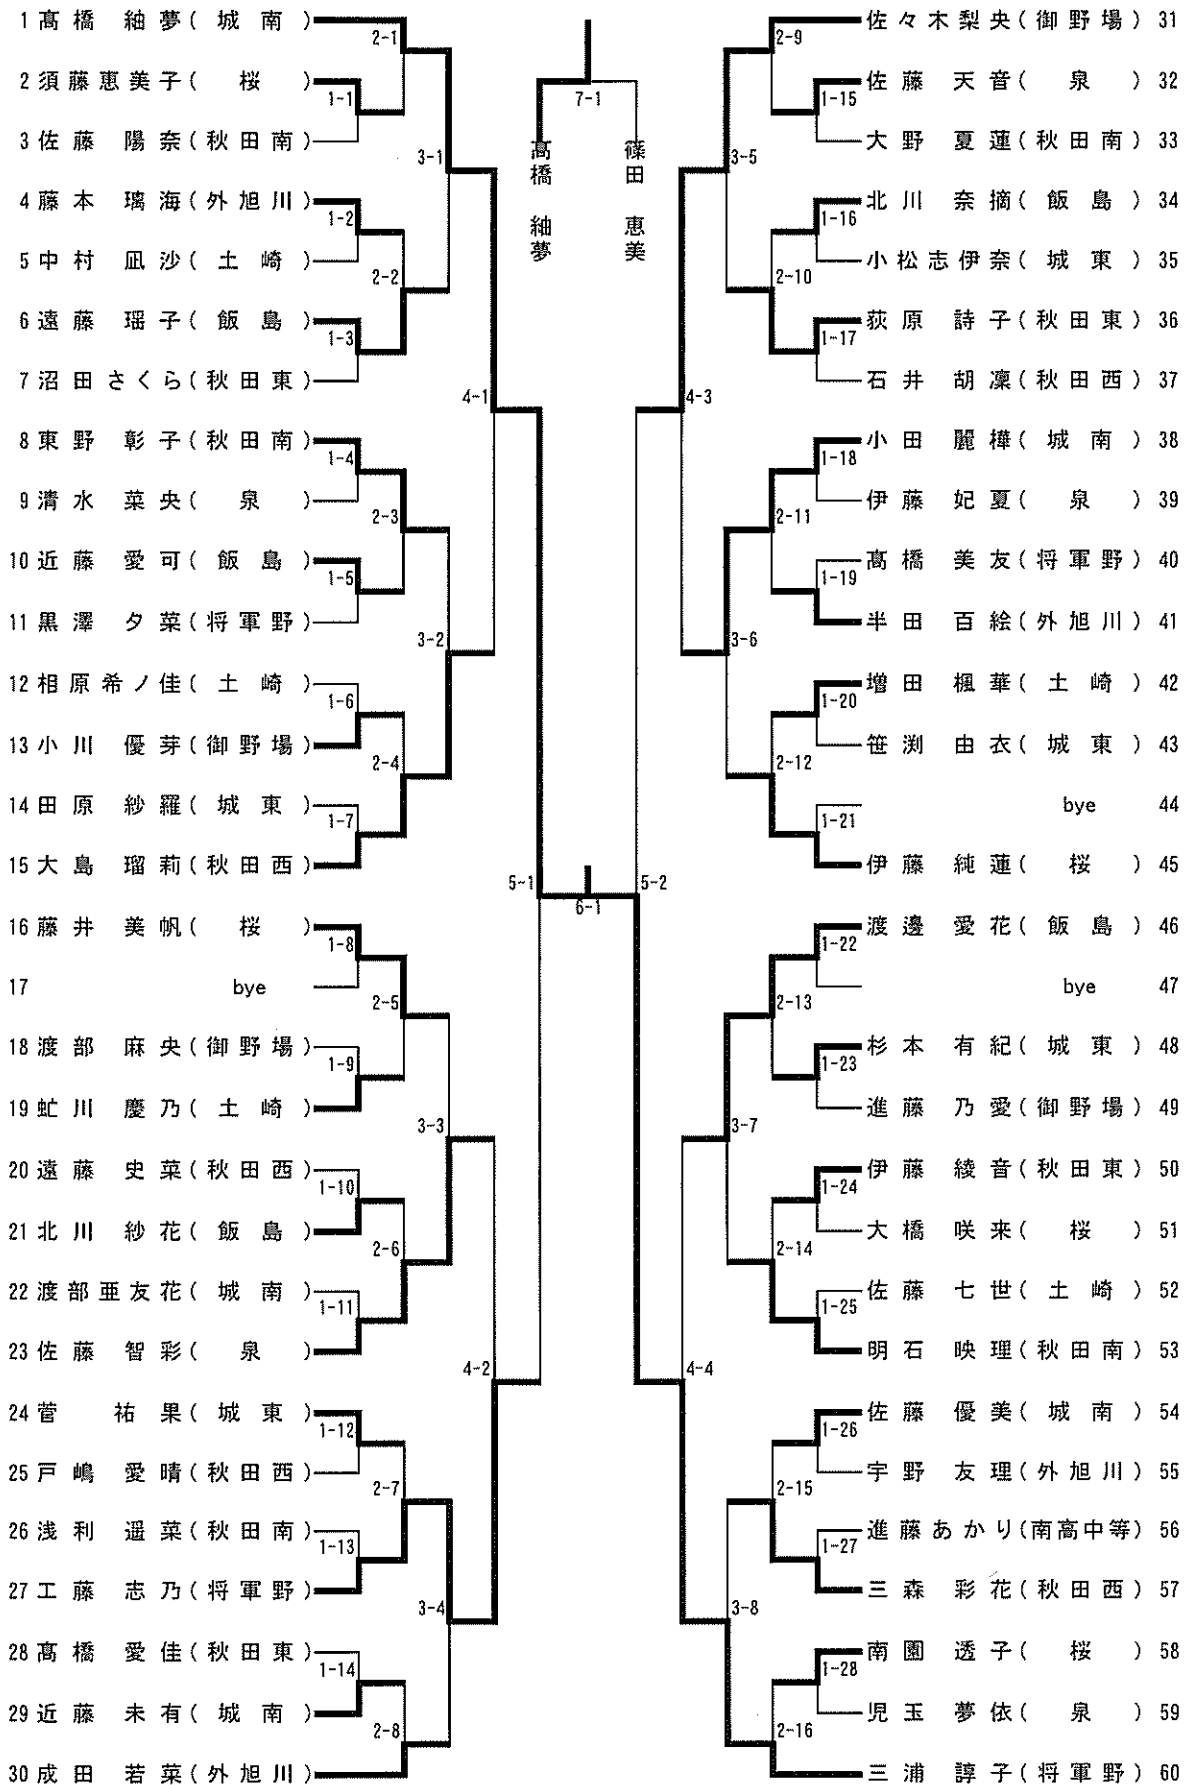 1 髙橋 紬夢 (城南)
2-1
2 須藤恵美子 (桜)
1-1
3 佐藤 陽奈 (秋田南)
3-1
4 藤本 璃海 (外旭川)
1-2
5 中村 凪沙 (土崎)
2-2
6 遠藤 瑶子 (飯島)
1-3
7 沼田さくら (秋田東)
4-1
8 東野 彰子 (秋田南)
1-4
9 清水 菜央 (泉)
2-3
10 近藤 愛可 (飯島)
1-5
11 黒澤 夕菜 (将軍野)
3-2
12 相原希ノ佳 (土崎)
1-6
13 小川 優芽 (御野場)
2-4
14 田原 紗羅 (城東)
1-7
15 大島 瑠莉 (秋田西)
5-1
16 藤井 美帆 (桜)
1-8
17 bye
2-5
18 渡部 麻央 (御野場)
1-9
19 虻川 慶乃 (土崎)
3-3
20 遠藤 史菜 (秋田西)
1-10
21 北川 紗花 (飯島)
2-6
22 渡部亜友花 (城南)
1-11
23 佐藤 智彩 (泉)
4-2
24 菅 祐果 (城東)
1-12
25 戸嶋 愛晴 (秋田西)
2-7
26 浅利 遥菜 (秋田南)
1-13
27 工藤 志乃 (将軍野)
3-4
28 髙橋 愛佳 (秋田東)
1-14
29 近藤 未有 (城南)
2-8
30 成田 若菜 (外旭川)
7-1
髙橋 紬夢
篠田 恵美
6-1
佐々木梨央 (御野場) 31
2-9
佐藤 天音 (泉) 32
1-15
大野 夏蓮 (秋田南) 33
3-5
北川 奈摘 (飯島) 34
1-16
小松志伊奈 (城東) 35
2-10
荻原 詩子 (秋田東) 36
1-17
石井 胡凜 (秋田西) 37
4-3
小田 麗樺 (城南) 38
1-18
伊藤 妃夏 (泉) 39
2-11
髙橋 美友 (将軍野) 40
1-19
半田 百絵 (外旭川) 41
3-6
増田 楓華 (土崎) 42
1-20
笹渕 由衣 (城東) 43
2-12
bye 44
1-21
伊藤 純蓮 (桜) 45
5-2
渡邊 愛花 (飯島) 46
1-22
bye 47
2-13
杉本 有紀 (城東) 48
1-23
進藤 乃愛 (御野場) 49
3-7
伊藤 綾音 (秋田東) 50
1-24
大橋 咲来 (桜) 51
2-14
佐藤 七世 (土崎) 52
1-25
明石 映理 (秋田南) 53
4-4
佐藤 優美 (城南) 54
1-26
宇野 友理 (外旭川) 55
2-15
進藤あかり (南高中等) 56
1-27
三森 彩花 (秋田西) 57
3-8
南園 透子 (桜) 58
1-28
児玉 夢依 (泉) 59
2-16
三浦 諄子 (将軍野) 60